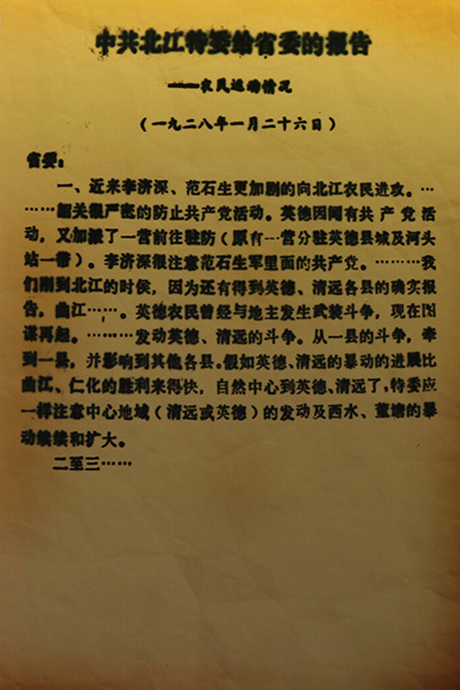 中共北江特委给省委的报告
——农民运动情况
（一九二八年一月二十六日）
省委：
一、近来李济深、范石生更加剧的向北江农民进攻。…
………韶关很严密的防止共产党活动。英德因闻有共产党活
动，又加派了一营前往驻防（原有一营分驻英德县城及河头
站一带）。李济深很注意范石生军里面的共产党。………我
们刚到北江的时侯，因为还有得到英德、清远各县的确实报
告，曲江……。英德农民曾经与地主发生武装斗争，现在图
谋再起。………发动英德、清远的斗争。从一县的斗争，牵
到一县，并影响到其他各县。假如英德、清远的暴动的进展比
曲江、仁化的胜利来得快，自然中心到英德、清远了，特委应
一样注意中心地域（清远或英德）的发动及西水、董塘的暴
动继续和扩大。
二至三……